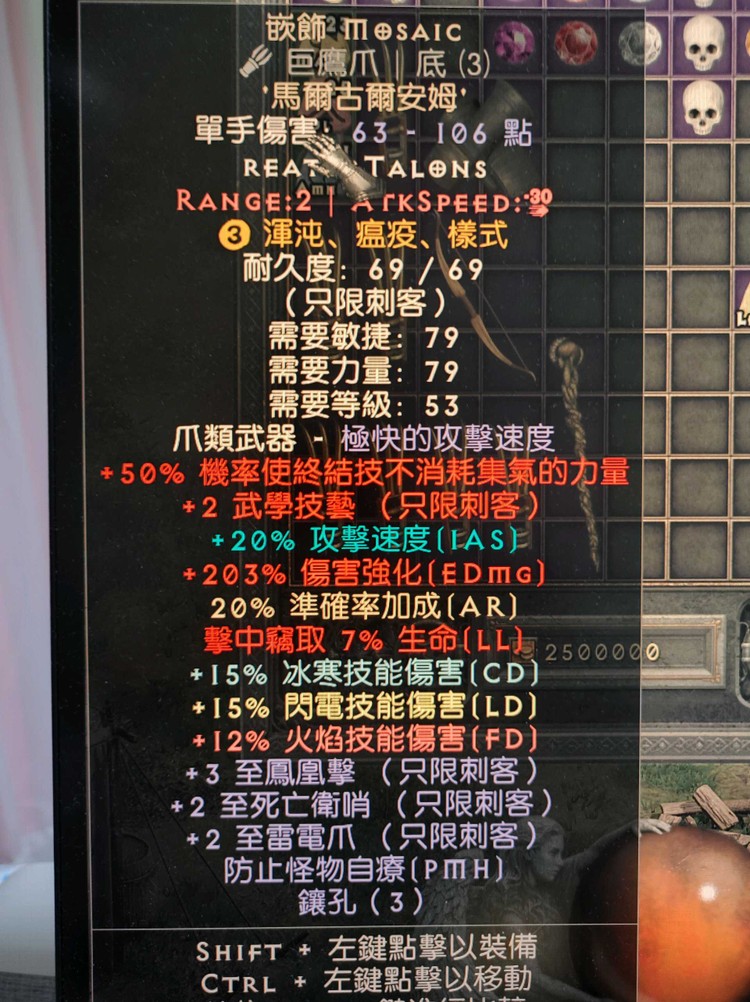 嵌飾 MOSAIC
巨鷹爪 | 底 (3)
'馬爾古爾安姆'
單手傷害: 63 - 106 點
REAT TALONS
RANGE:2 | ATKSPEED:-30
3 渾沌、瘟疫、樣式
耐久度: 69 / 69
(只限刺客)
需要敏捷: 79
需要力量: 79
需要等級: 53
爪類武器 - 極快的攻擊速度
+50% 機率使終結技不消耗集氣的力量
+2 武學技藝 (只限刺客)
+20% 攻擊速度(IAS)
+203% 傷害強化(EDMG)
20% 準確率加成(AR)
擊中竊取 7% 生命(LL)
2500000
+15% 冰寒技能傷害(CD)
+15% 閃電技能傷害(LD)
+12% 火焰技能傷害(FD)
+3 至鳳凰擊 (只限刺客)
+2 至死亡衛哨 (只限刺客)
+2 至雷電爪 (只限刺客)
防止怪物自療(PMH)
鑲孔 (3)
SHIFT + 左鍵點擊以裝備
CTRL + 左鍵點擊以移動